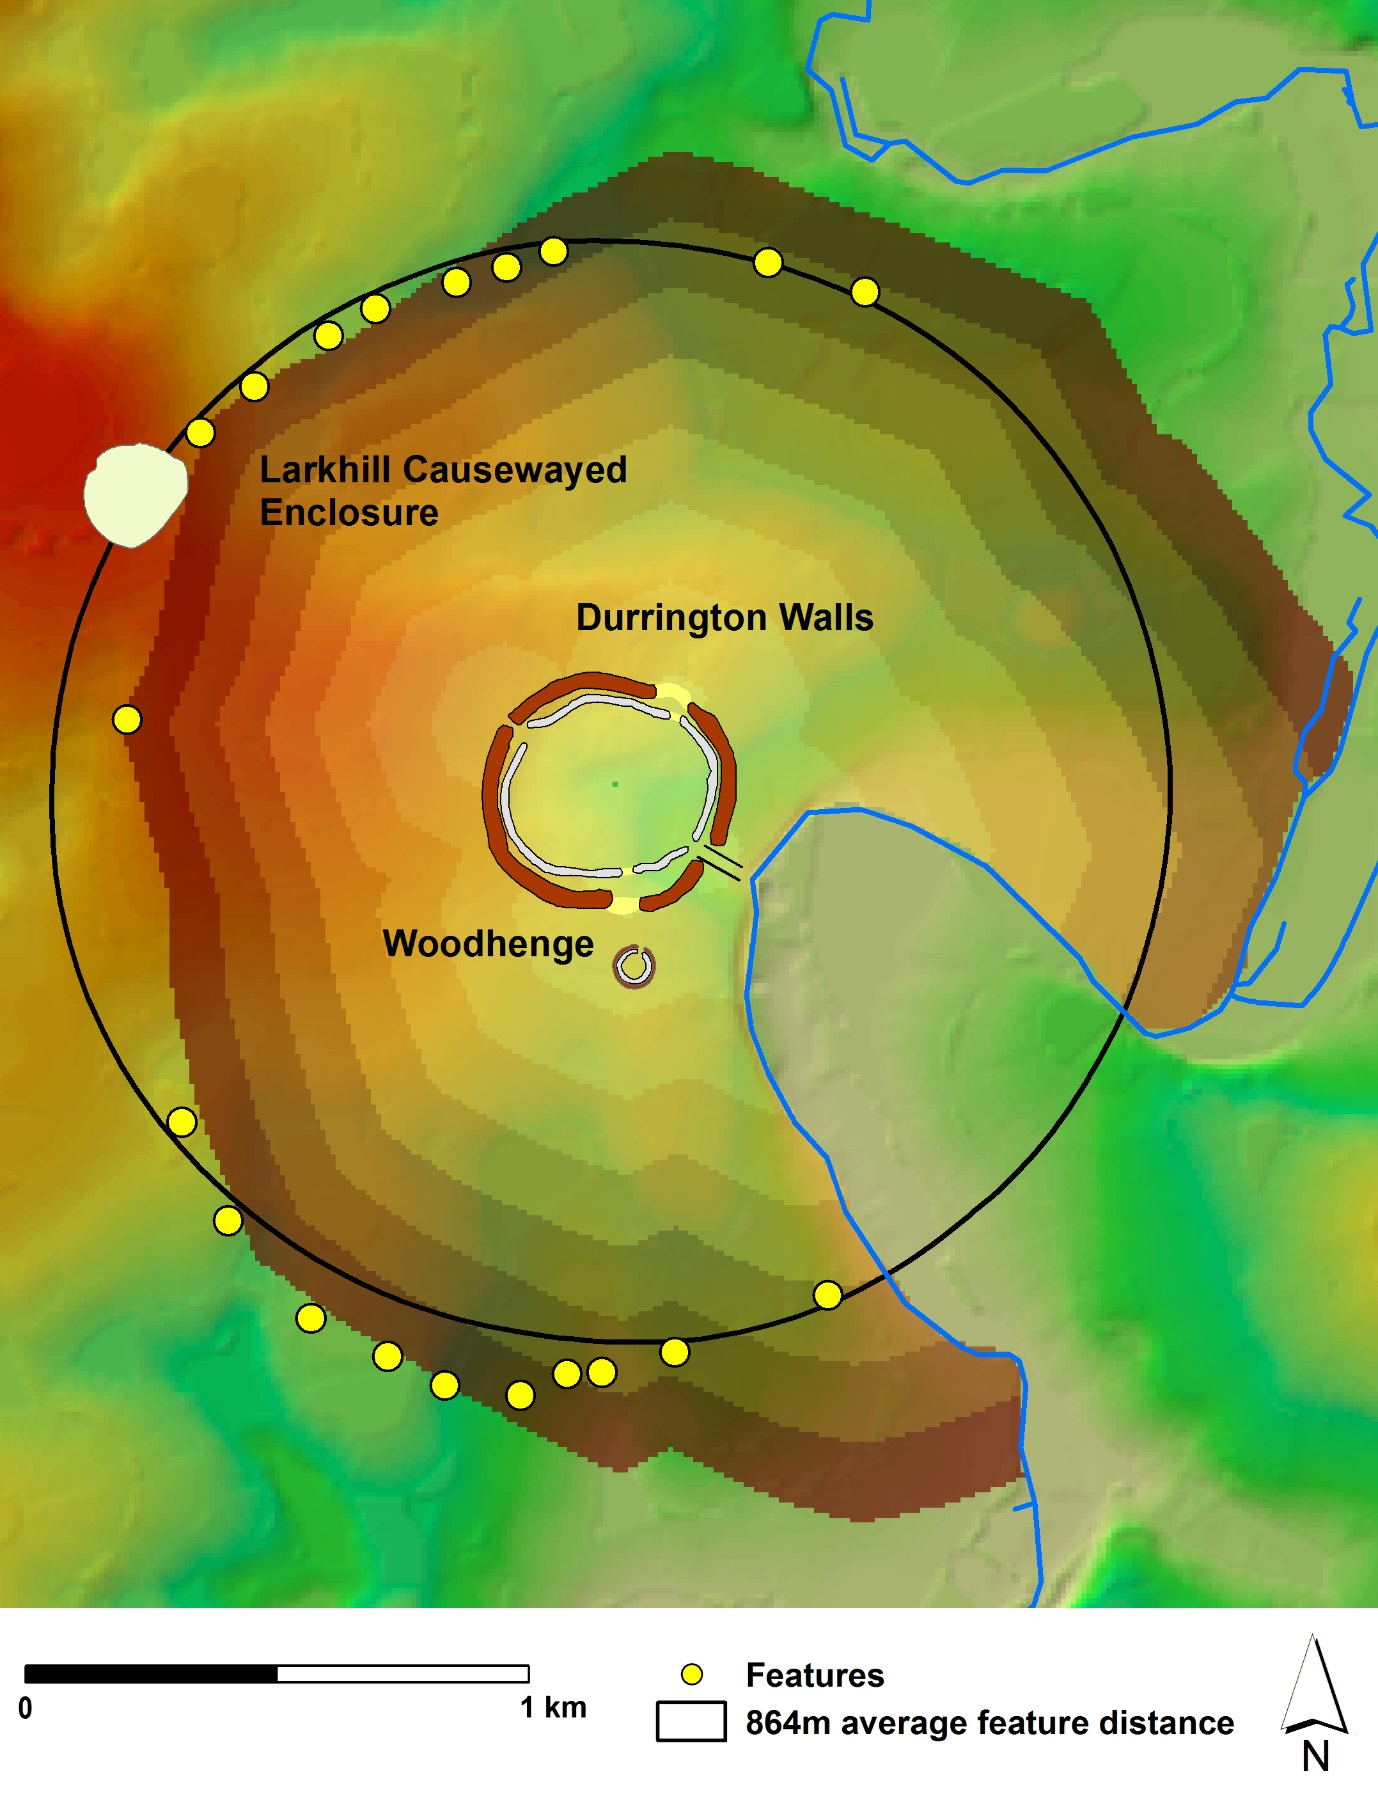 Larkhill Causewayed
Enclosure
Durrington Walls
Woodhenge
0
1 km
Features
864m average feature distance
N